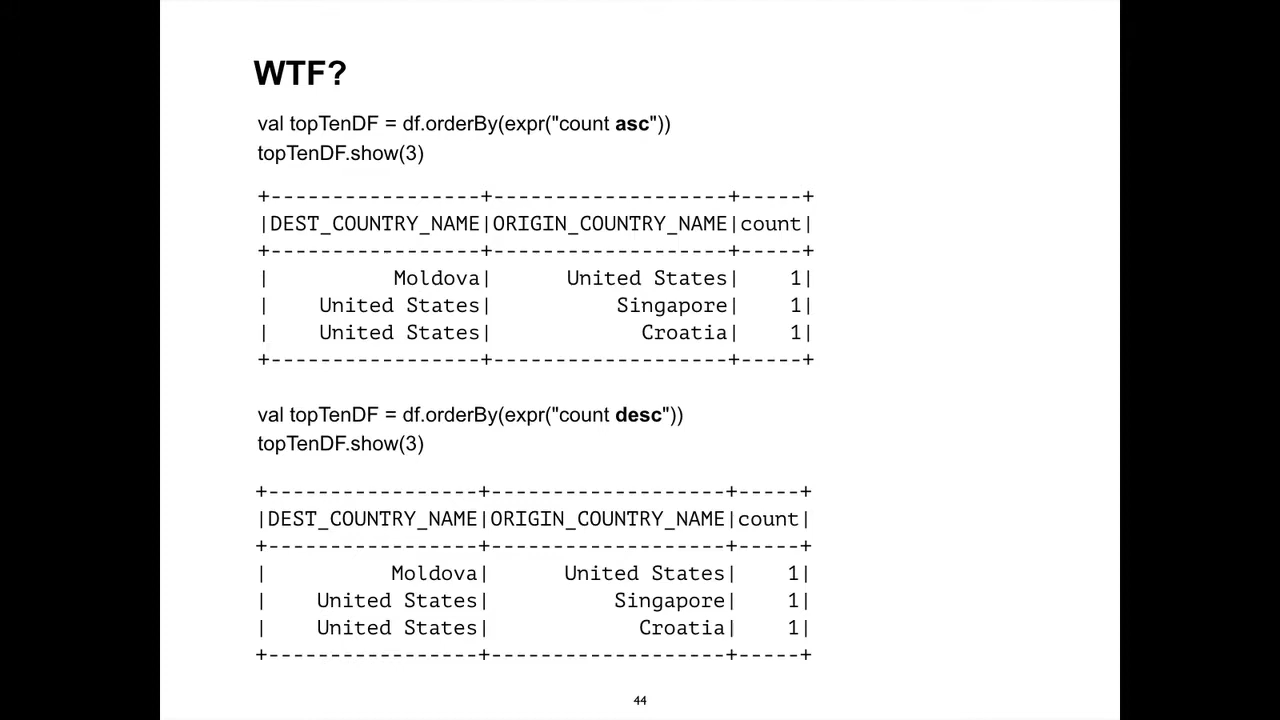 WTF?
val topTenDF = df.orderBy(expr("count asc"))
topTenDF.show(3)
+-----------------+-------------------+-----+
|DEST_COUNTRY_NAME|ORIGIN_COUNTRY_NAME|count|
+-----------------+-------------------+-----+
|          Moldova|      United States|    1|
|    United States|          Singapore|    1|
|    United States|            Croatia|    1|
+-----------------+-------------------+-----+
val topTenDF = df.orderBy(expr("count desc"))
topTenDF.show(3)
+-----------------+-------------------+-----+
|DEST_COUNTRY_NAME|ORIGIN_COUNTRY_NAME|count|
+-----------------+-------------------+-----+
|          Moldova|      United States|    1|
|    United States|          Singapore|    1|
|    United States|            Croatia|    1|
+-----------------+-------------------+-----+
44